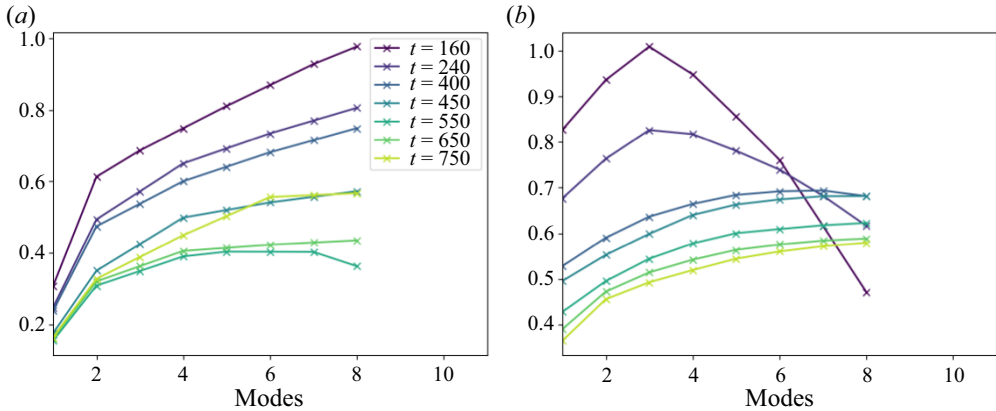 (a)
1.0
0.8
0.6
0.4
0.2
2 4 6 8 10
Modes
t = 160
t = 240
t = 400
t = 450
t = 550
t = 650
t = 750
(b)
1.0
0.9
0.8
0.7
0.6
0.5
0.4
2 4 6 8 10
Modes